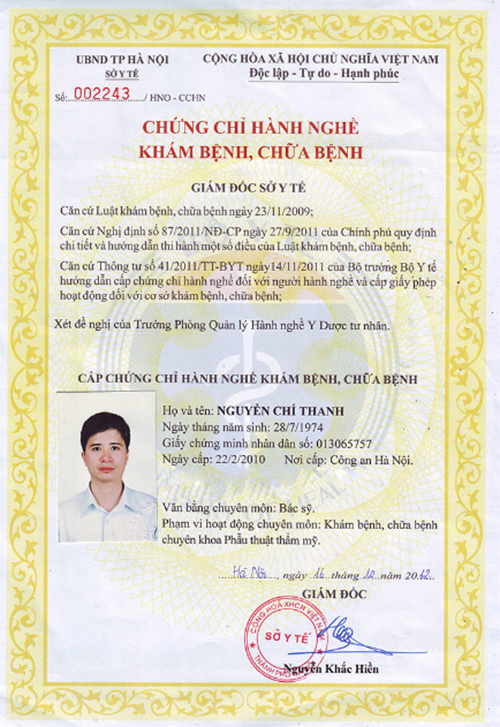 UBND TP HÀ NỘI
SỞ Y TẾ
CỘNG HÒA XÃ HỘI CHỦ NGHĨA VIỆT NAM
Độc lập - Tự do - Hạnh phúc
Số: 002243 / HNO - CCHN
CHỨNG CHỈ HÀNH NGHỀ
KHÁM BỆNH, CHỮA BỆNH
GIÁM ĐỐC SỞ Y TẾ
Căn cứ Luật khám bệnh, chữa bệnh ngày 23/11/2009;
Căn cứ Nghị định số 87/2011/NĐ-CP ngày 27/9/2011 của Chính phủ quy định
chi tiết và hướng dẫn thi hành một số điều của Luật khám bệnh, chữa bệnh;
Căn cứ Thông tư số 41/2011/TT-BYT ngày14/11/2011 của Bộ trưởng Bộ Y tế
hướng dẫn cấp chứng chỉ hành nghề đối với người hành nghề và cấp giấy phép
hoạt động đối với cơ sở khám bệnh, chữa bệnh;
Xét đề nghị của Trưởng Phòng Quản lý Hành nghề Y Dược tư nhân.
CẤP CHỨNG CHỈ HÀNH NGHỀ KHÁM BỆNH, CHỮA BỆNH
Họ và tên: NGUYỄN CHÍ THANH
Ngày tháng năm sinh: 28/7/1974
Giấy chứng minh nhân dân số: 013065757
Ngày cấp: 22/2/2010 Nơi cấp: Công an Hà Nội.
Văn bằng chuyên môn: Bác sỹ.
Phạm vi hoạt động chuyên môn: Khám bệnh, chữa bệnh
chuyên khoa Phẫu thuật thẩm mỹ.
Hà Nội, ngày 16 tháng 10 năm 2012
GIÁM ĐỐC
CỘNG HOÀ XHCN VIỆT NAM
SỞ Y TẾ
THÀNH PHỐ
Nguyễn Khắc Hiền